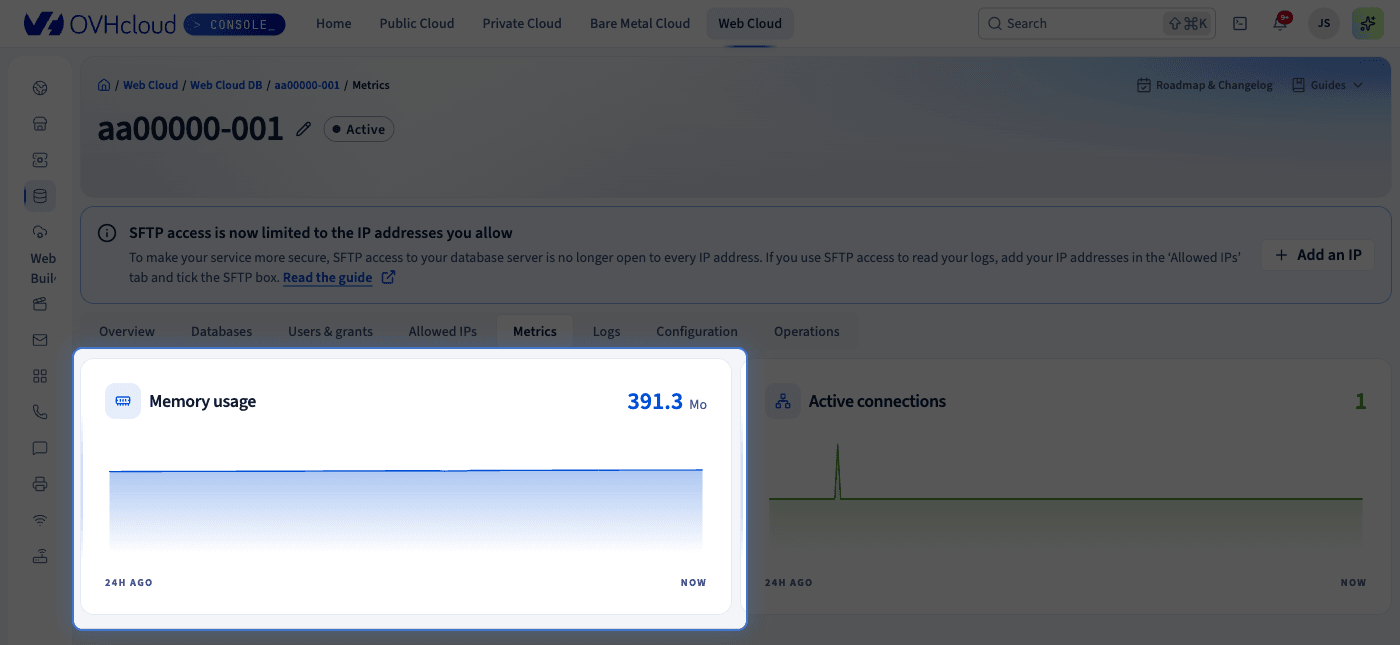 OVHcloud > CONSOLE_ Home Public Cloud Private Cloud Bare Metal Cloud Web Cloud Search ⇧⌘K 9+ JS
/ Web Cloud / Web Cloud DB / aa00000-001 / Metrics Roadmap & Changelog Guides
aa00000-001 Active
SFTP access is now limited to the IP addresses you allow
To make your service more secure, SFTP access to your database server is no longer open to every IP address. If you use SFTP access to read your logs, add your IP addresses in the ‘Allowed IPs’
tab and tick the SFTP box. Read the guide
+ Add an IP
Web
Buil
Overview Databases Users & grants Allowed IPs Metrics Logs Configuration Operations
Memory usage 391.3 Mo
24H AGO NOW
Active connections 1
24H AGO NOW